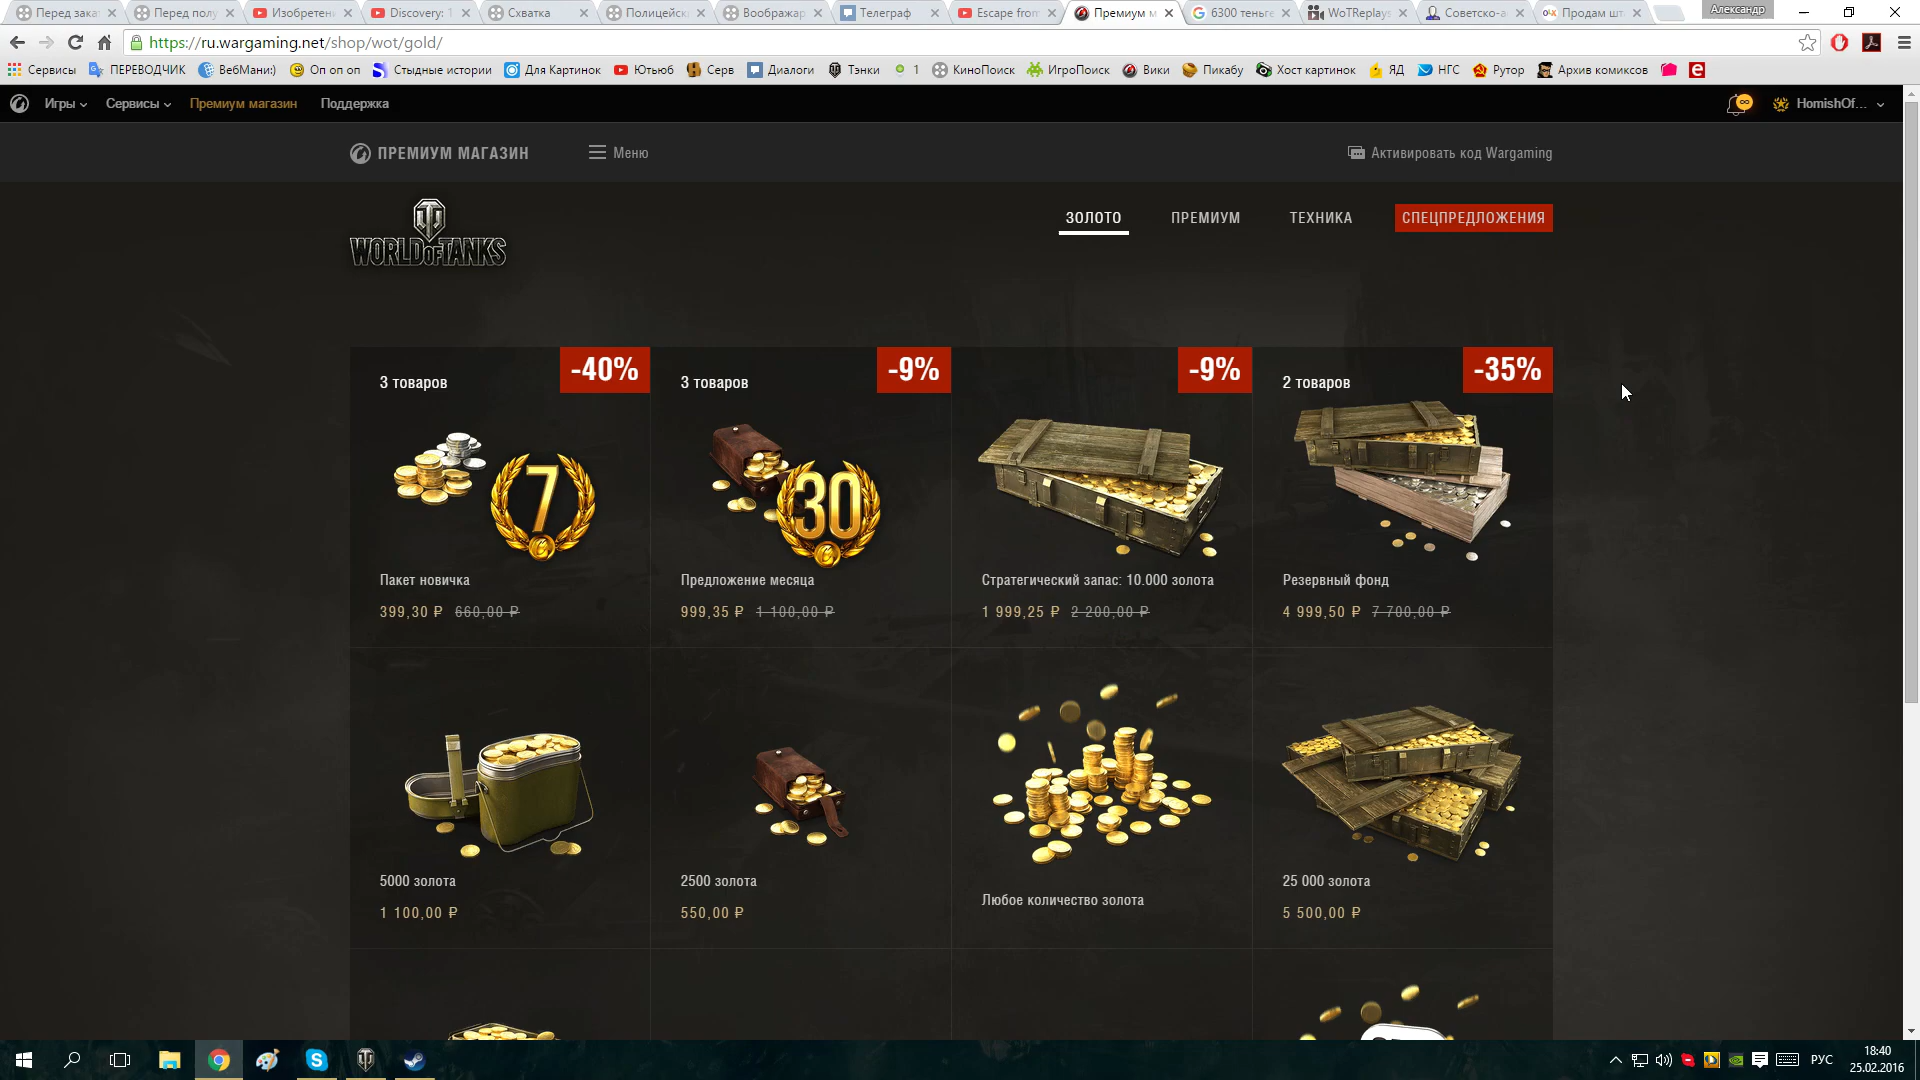 Перед зака
Перед полу
Изобретен
Discovery: 1
Схватка
Полицейск
Воображар
Телеграф
Escape from
Премиум м
6300 теньге
WoTReplays
Советско-а
Продам шт
Александр
https://ru.wargaming.net/shop/wot/gold/
Сервисы
ПЕРЕВОДЧИК
ВебМани:)
Оп оп оп
Стыдные истории
Для Картинок
Ютьюб
Серв
Диалоги
Тэнки
1
КиноПоиск
ИгроПоиск
Вики
Пикабу
Хост картинок
ЯД
НГС
Рутор
Архив комиксов
Игры
Сервисы
Премиум магазин
Поддержка
HomishOf...
ПРЕМИУМ МАГАЗИН
Меню
Активировать код Wargaming
WORLD OF TANKS
ЗОЛОТО
ПРЕМИУМ
ТЕХНИКА
СПЕЦПРЕДЛОЖЕНИЯ
3 товаров
-40%
7
Пакет новичка
399,30 ₽ 660,00 ₽
3 товаров
-9%
30
Предложение месяца
999,35 ₽ 1 100,00 ₽
-9%
Стратегический запас: 10.000 золота
1 999,25 ₽ 2 200,00 ₽
2 товаров
-35%
Резервный фонд
4 999,50 ₽ 7 700,00 ₽
5000 золота
1 100,00 ₽
2500 золота
550,00 ₽
Любое количество золота
25 000 золота
5 500,00 ₽
РУС
18:40
25.02.2016